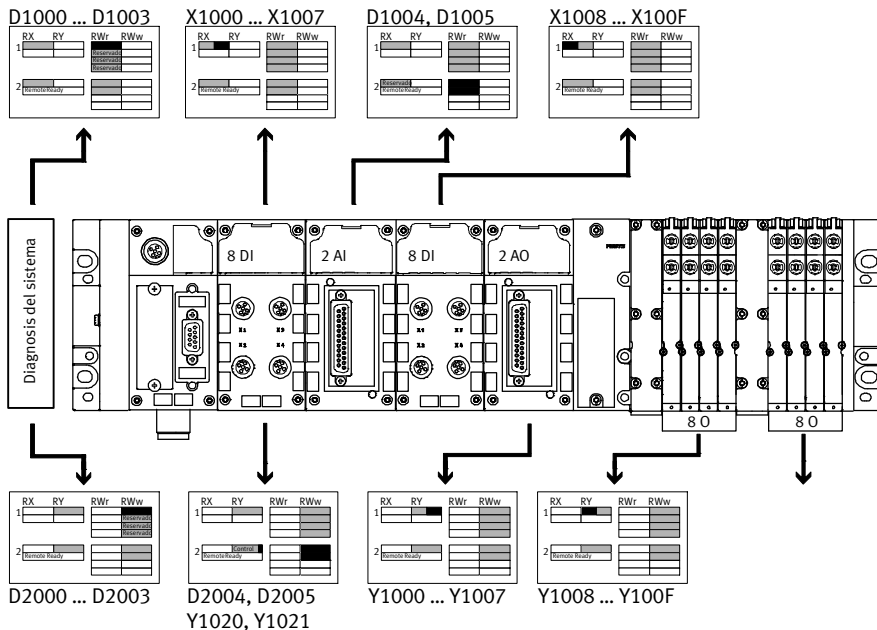 D1000 ... D1003
X1000 ... X1007
D1004, D1005
X1008 ... X100F
RX RY RWr RWw
1
Reservado
Reservado
Reservado
2
Remote Ready
RX RY RWr RWw
1
2
Remote Ready
RX RY RWr RWw
1
2
Reservado
Remote Ready
RX RY RWr RWw
1
2
Remote Ready
Diagnosis del sistema
8 DI
2 AI
8 DI
2 AO
X1 X3
X2 X4
8 O
8 O
RX RY RWr RWw
1
Reservado
Reservado
Reservado
2
Remote Ready
RX RY RWr RWw
1
2
Control
Remote Ready
RX RY RWr RWw
1
2
Remote Ready
RX RY RWr RWw
1
2
Remote Ready
D2000 ... D2003
D2004, D2005
Y1020, Y1021
Y1000 ... Y1007
Y1008 ... Y100F